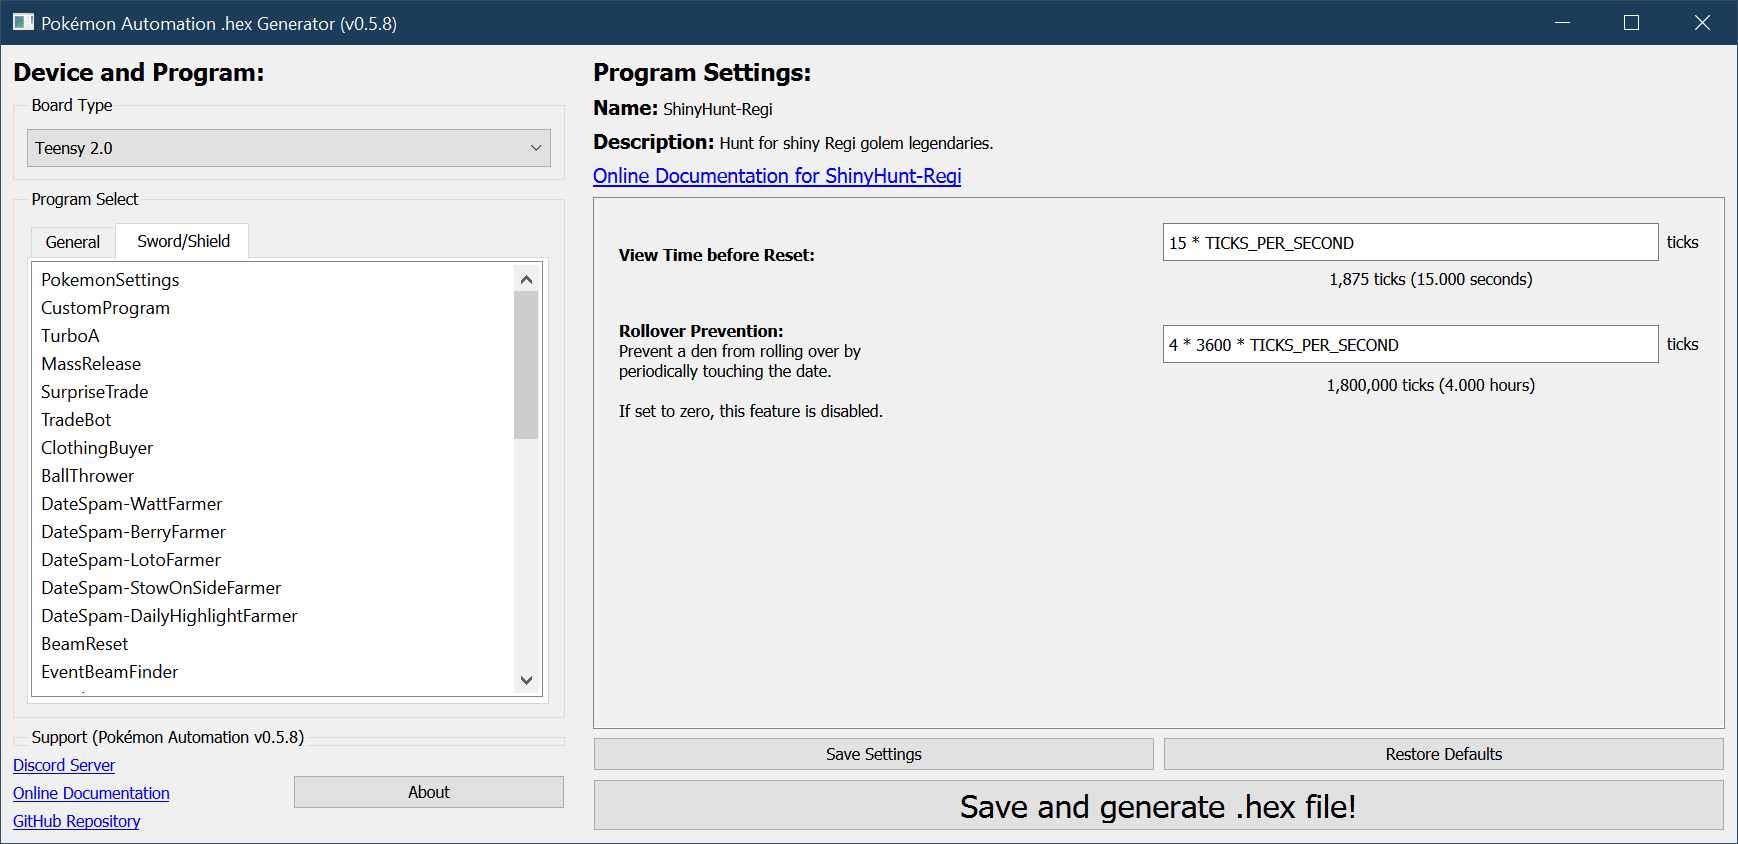 Pokémon Automation .hex Generator (v0.5.8)
Device and Program:
Board Type
Teensy 2.0
Program Select
General
Sword/Shield
PokemonSettings
CustomProgram
TurboA
MassRelease
SurpriseTrade
TradeBot
ClothingBuyer
BallThrower
DateSpam-WattFarmer
DateSpam-BerryFarmer
DateSpam-LotoFarmer
DateSpam-StowOnSideFarmer
DateSpam-DailyHighlightFarmer
BeamReset
EventBeamFinder
Support (Pokémon Automation v0.5.8)
Discord Server
Online Documentation
GitHub Repository
About
Program Settings:
Name: ShinyHunt-Regi
Description: Hunt for shiny Regi golem legendaries.
Online Documentation for ShinyHunt-Regi
View Time before Reset:
15 * TICKS_PER_SECOND
ticks
1,875 ticks (15.000 seconds)
Rollover Prevention:
Prevent a den from rolling over by
periodically touching the date.
If set to zero, this feature is disabled.
4 * 3600 * TICKS_PER_SECOND
ticks
1,800,000 ticks (4.000 hours)
Save Settings
Restore Defaults
Save and generate .hex file!